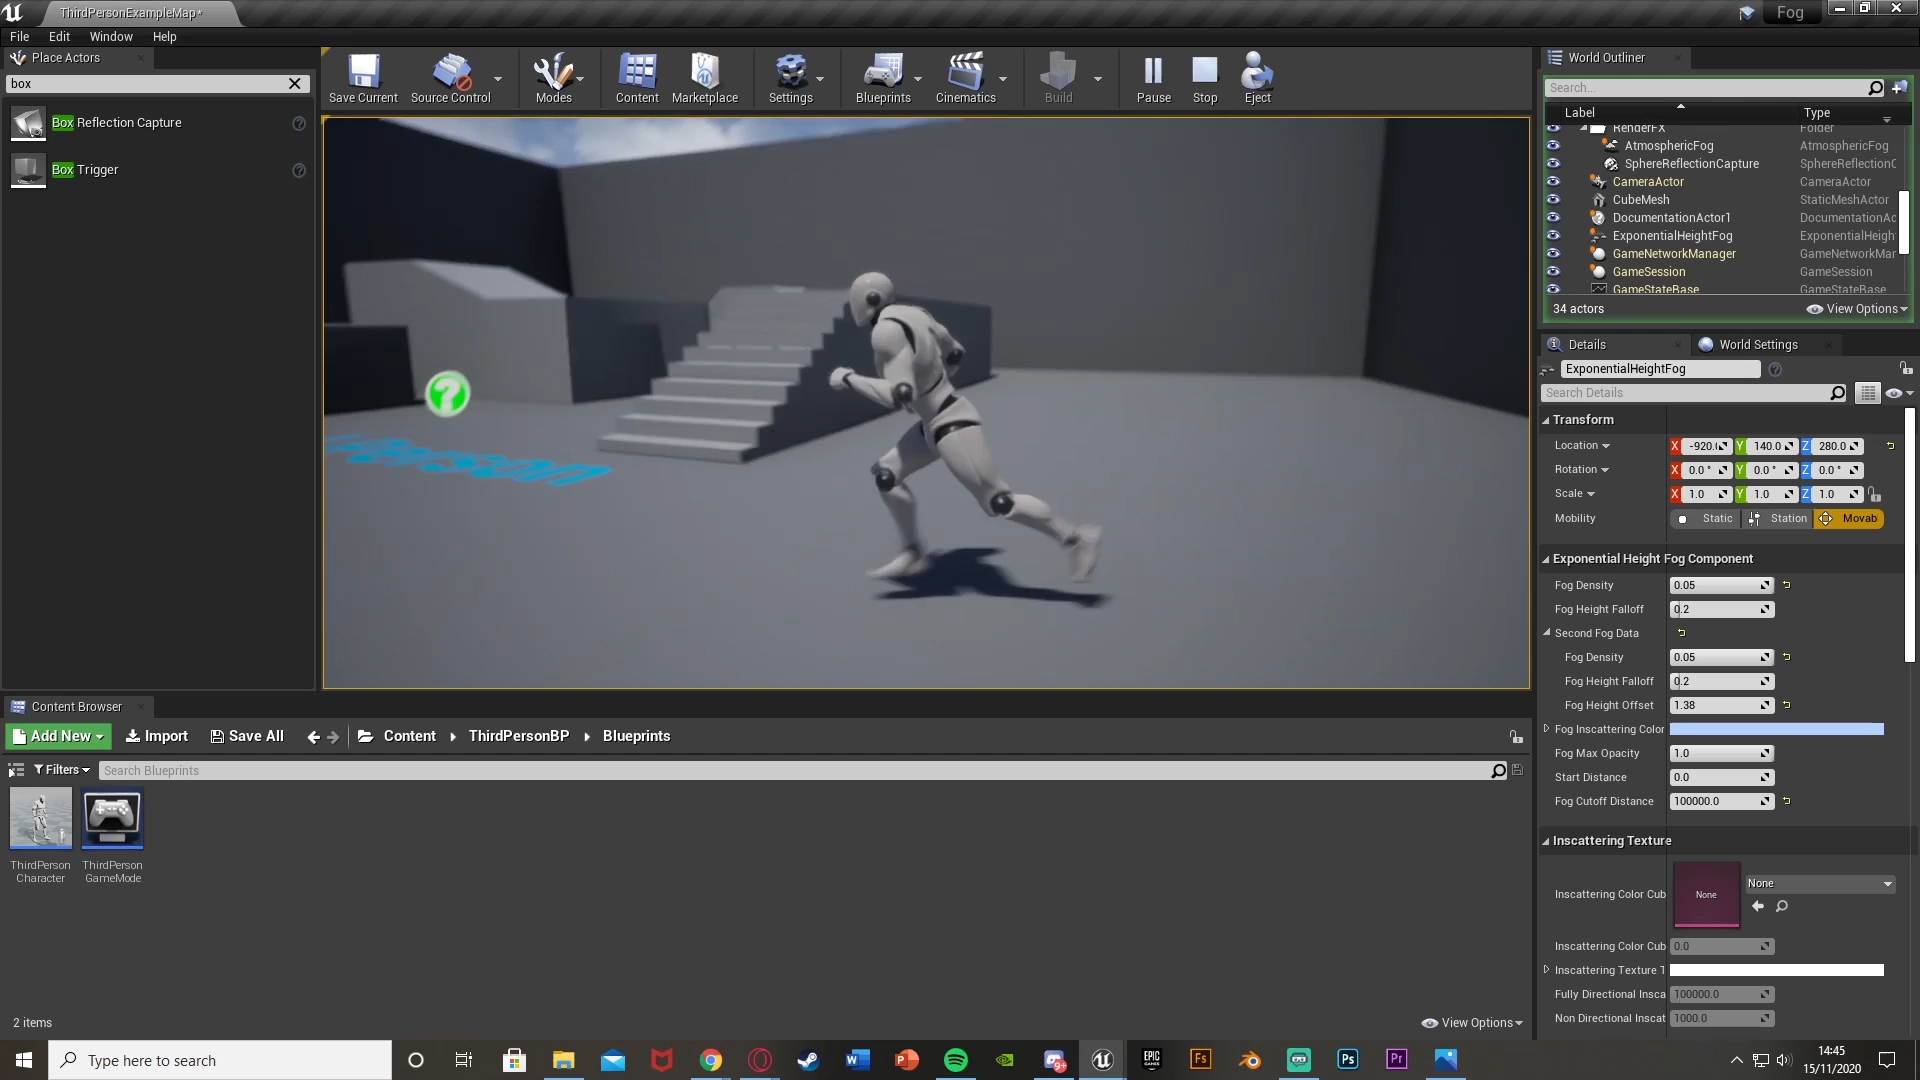 ThirdPersonExampleMap*
Fog
File Edit Window Help
Place Actors
box
Box Reflection Capture
Box Trigger
Save Current
Source Control
Modes
Content
Marketplace
Settings
Blueprints
Cinematics
Build
Pause
Stop
Eject
World Outliner
Search...
Label Type
RenderFX Folder
AtmosphericFog AtmosphericFog
SphereReflectionCapture SphereReflectionC
CameraActor CameraActor
CubeMesh StaticMeshActor
DocumentationActor1 DocumentationAc
ExponentialHeightFog ExponentialHeigh
GameNetworkManager GameNetworkMar
GameSession GameSession
GameStateBase GameStateBase
34 actors View Options
Details World Settings
ExponentialHeightFog
Search Details
Transform
Location X -920.( Y 140.0 Z 280.0
Rotation X 0.0 ° Y 0.0 ° Z 0.0 °
Scale X 1.0 Y 1.0 Z 1.0
Mobility Static Station Movab
Exponential Height Fog Component
Fog Density 0.05
Fog Height Falloff 0.2
Second Fog Data
Fog Density 0.05
Fog Height Falloff 0.2
Fog Height Offset 1.38
Fog Inscattering Color
Fog Max Opacity 1.0
Start Distance 0.0
Fog Cutoff Distance 100000.0
Inscattering Texture
Inscattering Color Cub None None
Inscattering Color Cub 0.0
Inscattering Texture T
Fully Directional Insca 100000.0
Non Directional Inscat 1000.0
Content Browser
Add New Import Save All Content ThirdPersonBP Blueprints
Filters Search Blueprints
ThirdPerson
Character
ThirdPerson
GameMode
2 items View Options
Type here to search
14:45
15/11/2020